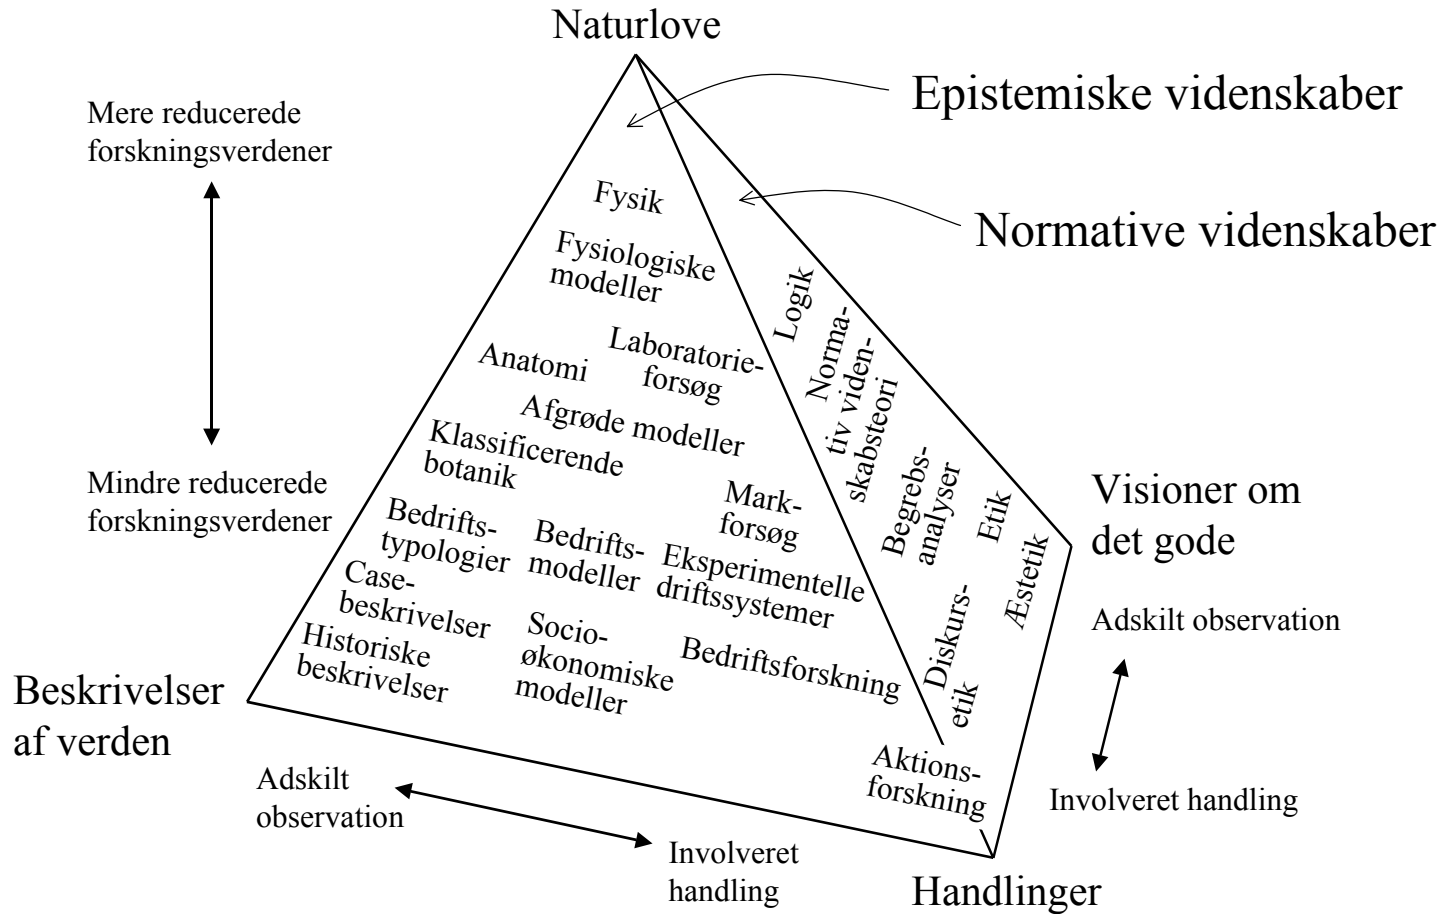 Naturlove
Epistemiske videnskaber
Mere reducerede
forskningsverdener
Normative videnskaber
Fysik
Fysiologiske
modeller
Logik
Norma-
tiv viden-
skabsteori
Laboratorie-
forsøg
Anatomi
Afgrøde modeller
Klassificerende
botanik
Mindre reducerede
forskningsverdener
Mark-
forsøg
Begrebs-
analyser
Etik
Æstetik
Visioner om
det gode
Bedrifts-
typologier
Bedrifts-
modeller
Eksperimentelle
driftssystemer
Case-
beskrivelser
Historiske
beskrivelser
Socio-
økonomiske
modeller
Bedriftsforskning
Diskurs-
etik
Adskilt observation
Beskrivelser
af verden
Aktions-
forskning
Involveret handling
Adskilt
observation
Involveret
handling
Handlinger